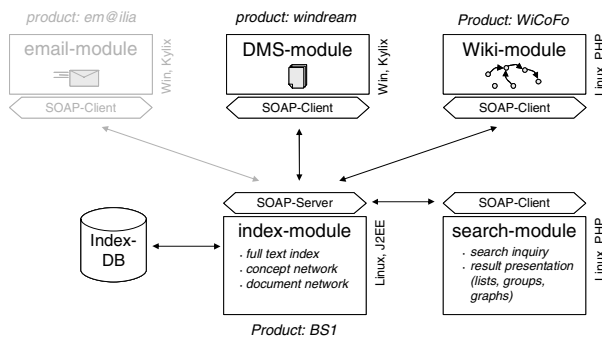 product: em@ilia
email-module
Win, Kylix
SOAP-Client
product: windream
DMS-module
Win, Kylix
SOAP-Client
Product: WiCoFo
Wiki-module
Linux, PHP
SOAP-Client
Index-
DB
SOAP-Server
index-module
· full text index
· concept network
· document network
Linux, J2EE
Product: BS1
SOAP-Client
search-module
· search inquiry
· result presentation
(lists, groups,
graphs)
Linux, PHP